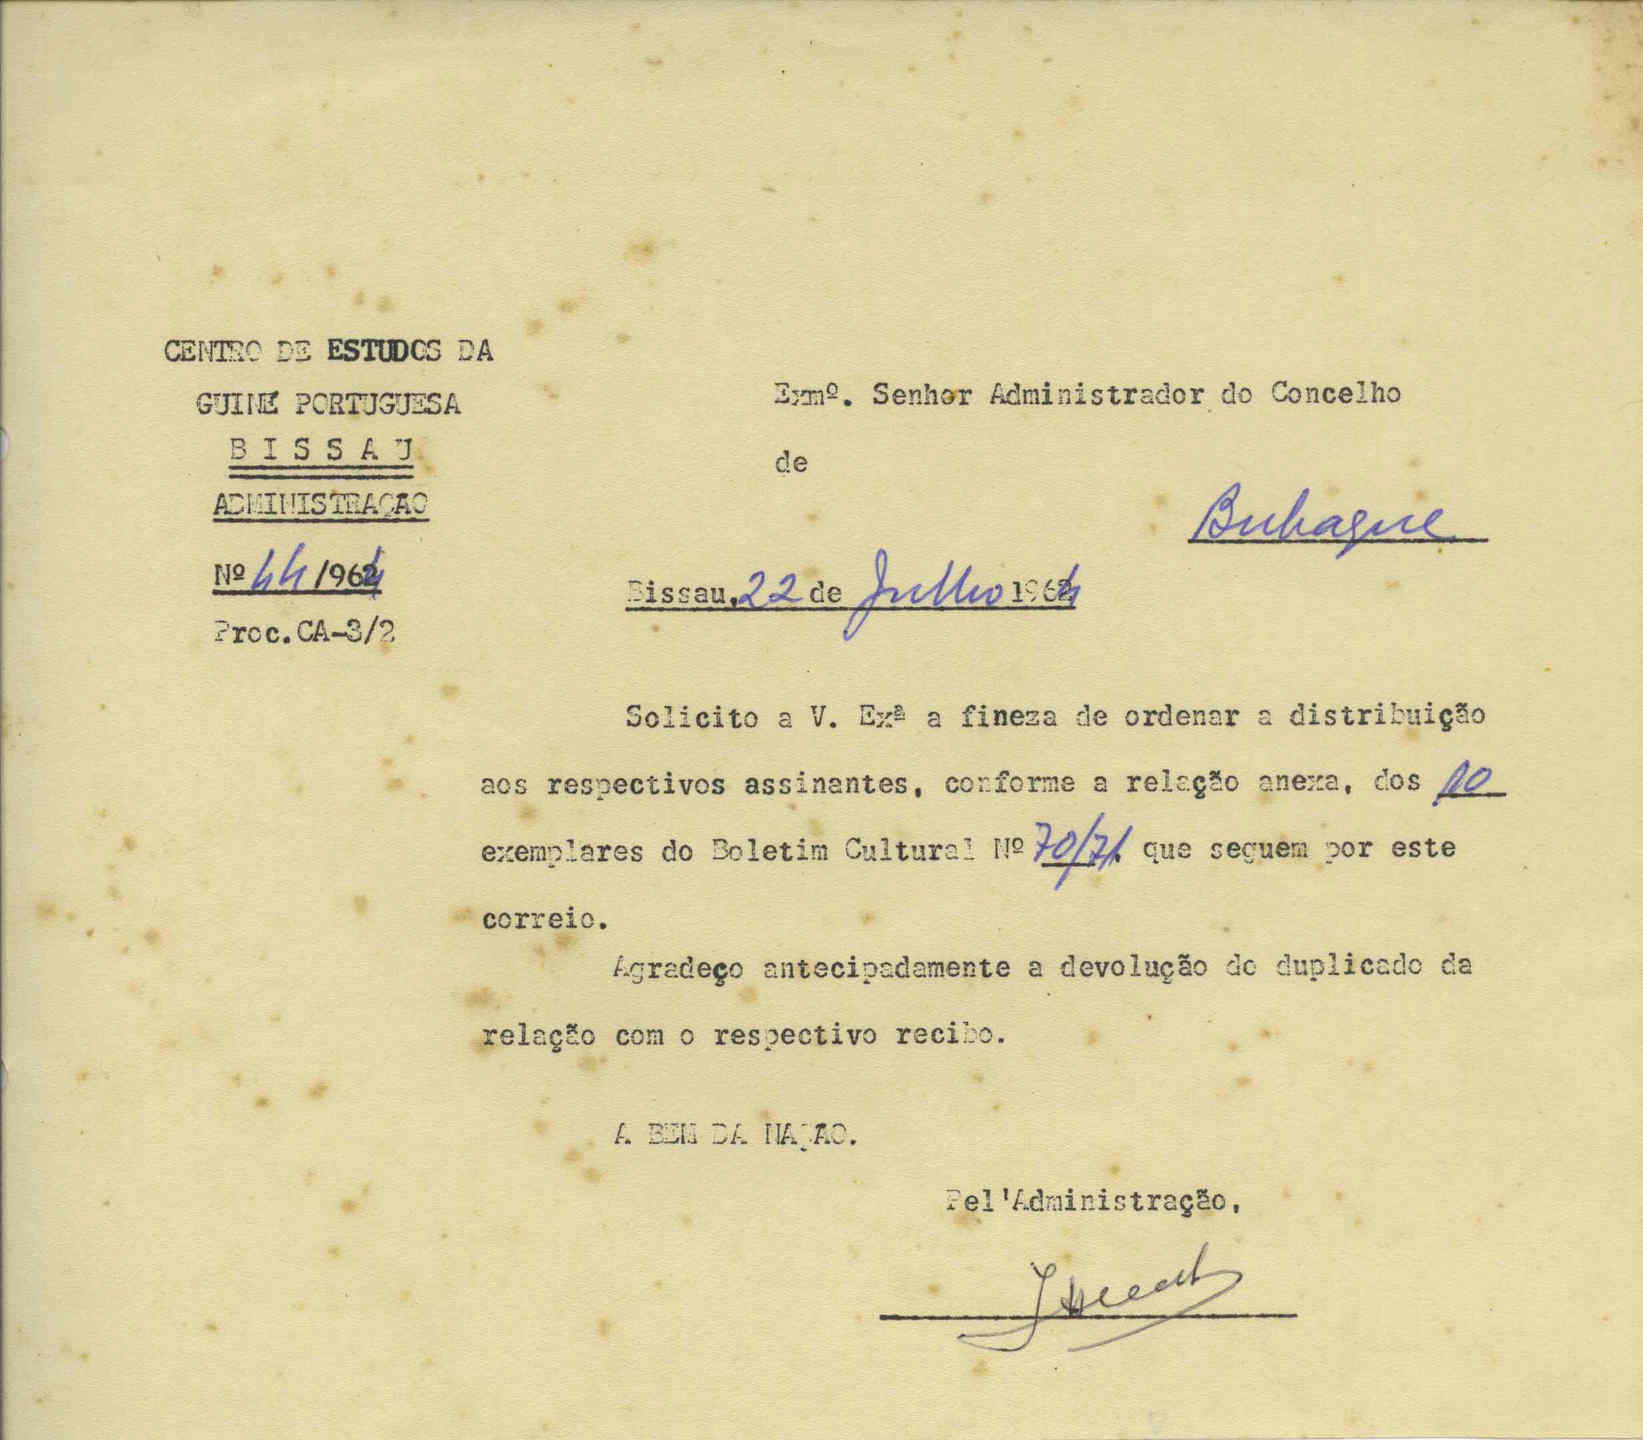 CENTRO DE ESTUDOS DA
GUINÉ PORTUGUESA
B I S S A U
ADMINISTRAÇÃO
Nº 44/1964
Proc.CA-3/2
Exmº. Senhor Administrador do Concelho
de
Bubaque
Bissau, 22 de Julho 1964
Solicito a V. Exª a fineza de ordenar a distribuição
aos respectivos assinantes, conforme a relação anexa, dos 10
exemplares do Boletim Cultural Nº 70/71. que seguem por este
correio.
Agradeço antecipadamente a devolução do duplicado da
relação com o respectivo recibo.
A BEM DA NAÇÃO.
Pel'Administração,